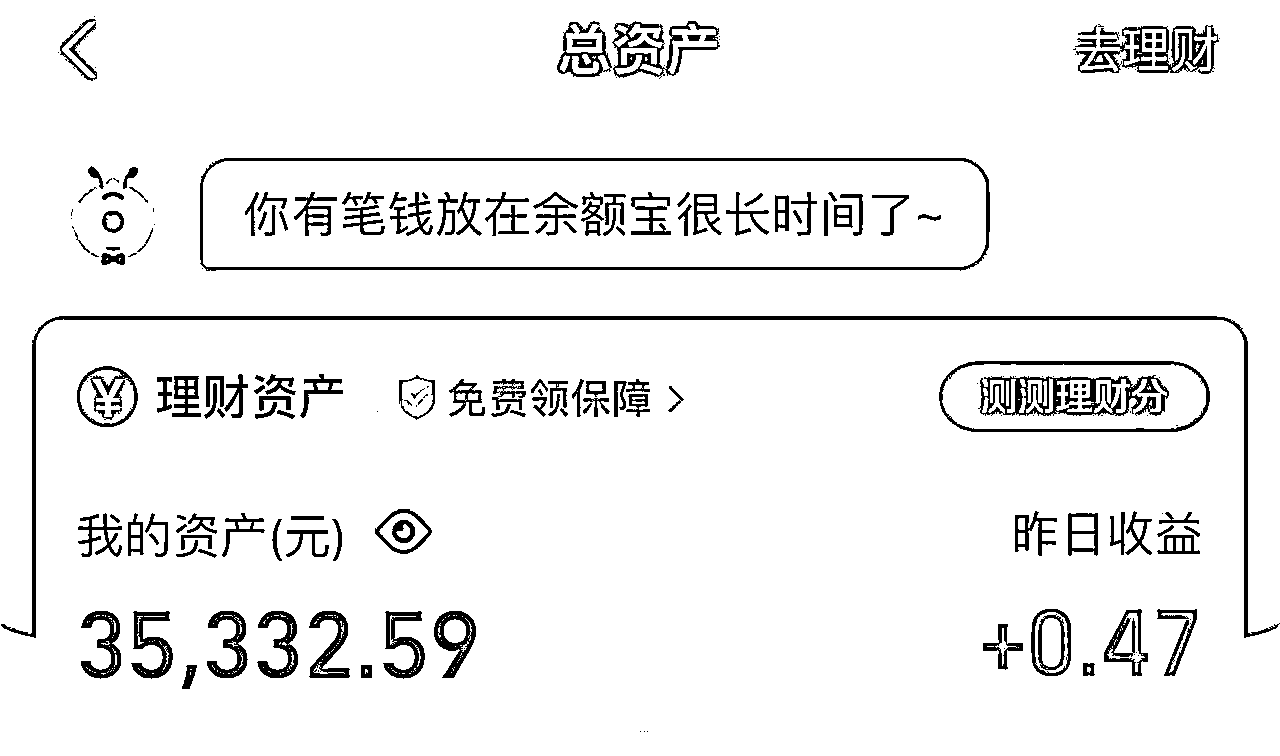 总资产 去理财
你有笔钱放在余额宝很长时间了~
理财资产 免费领保障 > 测测理财分
我的资产(元) 昨日收益
35,332.59 +0.47